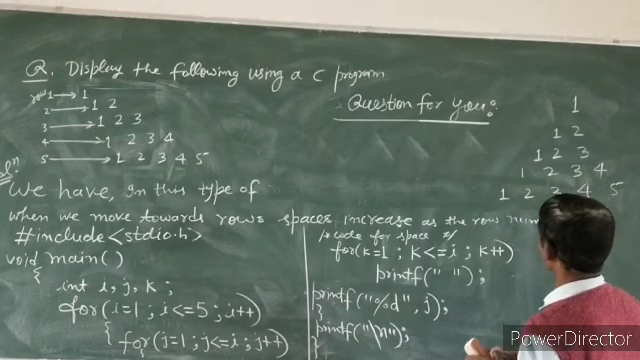 Q. Display the following using a C program
row 1 → 1
2 → 1 2
3 → 1 2 3
4 → 1 2 3 4
5 → 1 2 3 4 5
Solⁿ
We have, In this type of
when we move towards rows spaces increase as the row num
#include<stdio.h>
void main()
{
int i, j, k ;
for(i=1 ; i<=5 ; i++)
{ for(j=1 ; j<=i ; j++)
/* code for space */
for(k=1 ; k<=i ; k++)
printf(" ");
printf("%d", j);
}
printf("\n");
}
Question for you:
1
1 2
1 2 3
1 2 3 4
1 2 3 4 5
PowerDirector